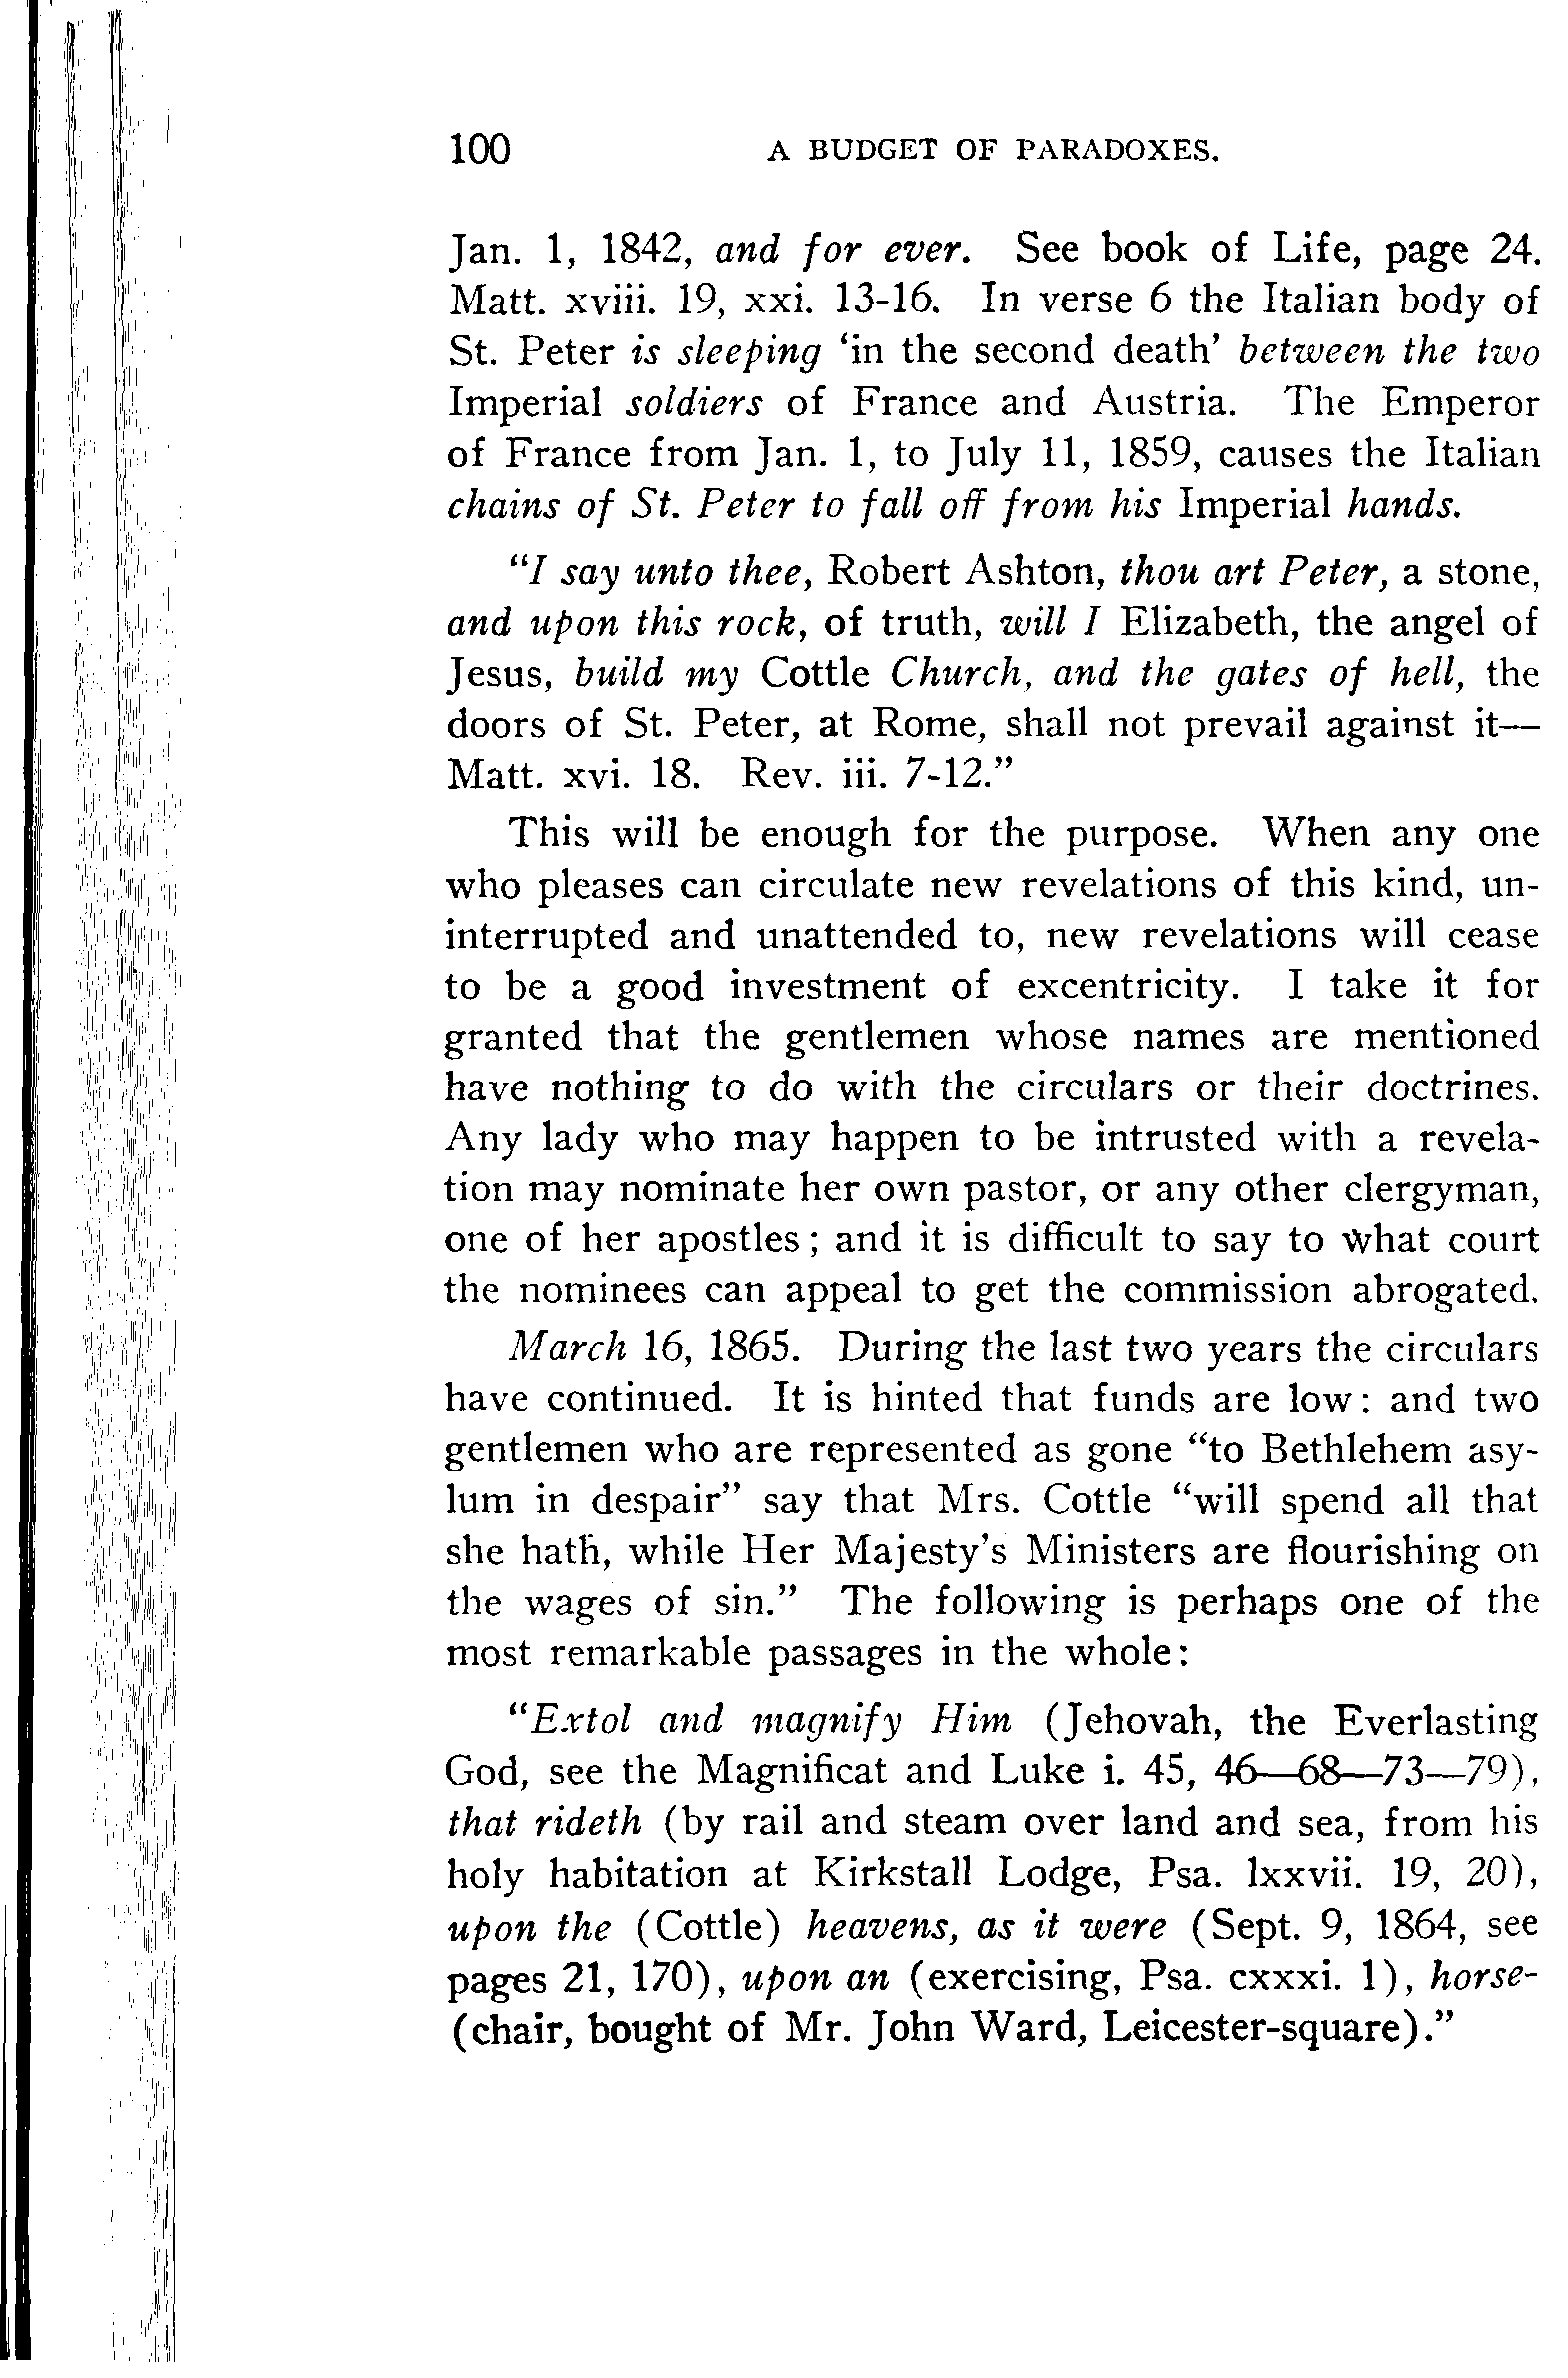 100 A BUDGET OF PARADOXES.
Jan. 1, 1842, and for ever. See book of Life, page 24.
Matt. xviii. 19, xxi. 13-16. In verse 6 the Italian body of
St. Peter is sleeping ‘in the second death’ between the two
Imperial soldiers of France and Austria. The Emperor
of France from Jan. 1, to July 11, 1859, causes the Italian
chains of St. Peter to fall off from his Imperial hands.
“I say unto thee, Robert Ashton, thou art Peter, a stone,
and upon this rock, of truth, will I Elizabeth, the angel of
Jesus, build my Cottle Church, and the gates of hell, the
doors of St. Peter, at Rome, shall not prevail against it—
Matt. xvi. 18. Rev. iii. 7-12.”
This will be enough for the purpose. When any one
who pleases can circulate new revelations of this kind, un-
interrupted and unattended to, new revelations will cease
to be a good investment of excentricity. I take it for
granted that the gentlemen whose names are mentioned
have nothing to do with the circulars or their doctrines.
Any lady who may happen to be intrusted with a revela-
tion may nominate her own pastor, or any other clergyman,
one of her apostles; and it is difficult to say to what court
the nominees can appeal to get the commission abrogated.
March 16, 1865. During the last two years the circulars
have continued. It is hinted that funds are low: and two
gentlemen who are represented as gone “to Bethlehem asy-
lum in despair” say that Mrs. Cottle “will spend all that
she hath, while Her Majesty’s Ministers are flourishing on
the wages of sin.” The following is perhaps one of the
most remarkable passages in the whole:
“Extol and magnify Him (Jehovah, the Everlasting
God, see the Magnificat and Luke i. 45, 46—68—73—79),
that rideth (by rail and steam over land and sea, from his
holy habitation at Kirkstall Lodge, Psa. lxxvii. 19, 20),
upon the (Cottle) heavens, as it were (Sept. 9, 1864, see
pages 21, 170), upon an (exercising, Psa. cxxxi. 1), horse-
(chair, bought of Mr. John Ward, Leicester-square).”